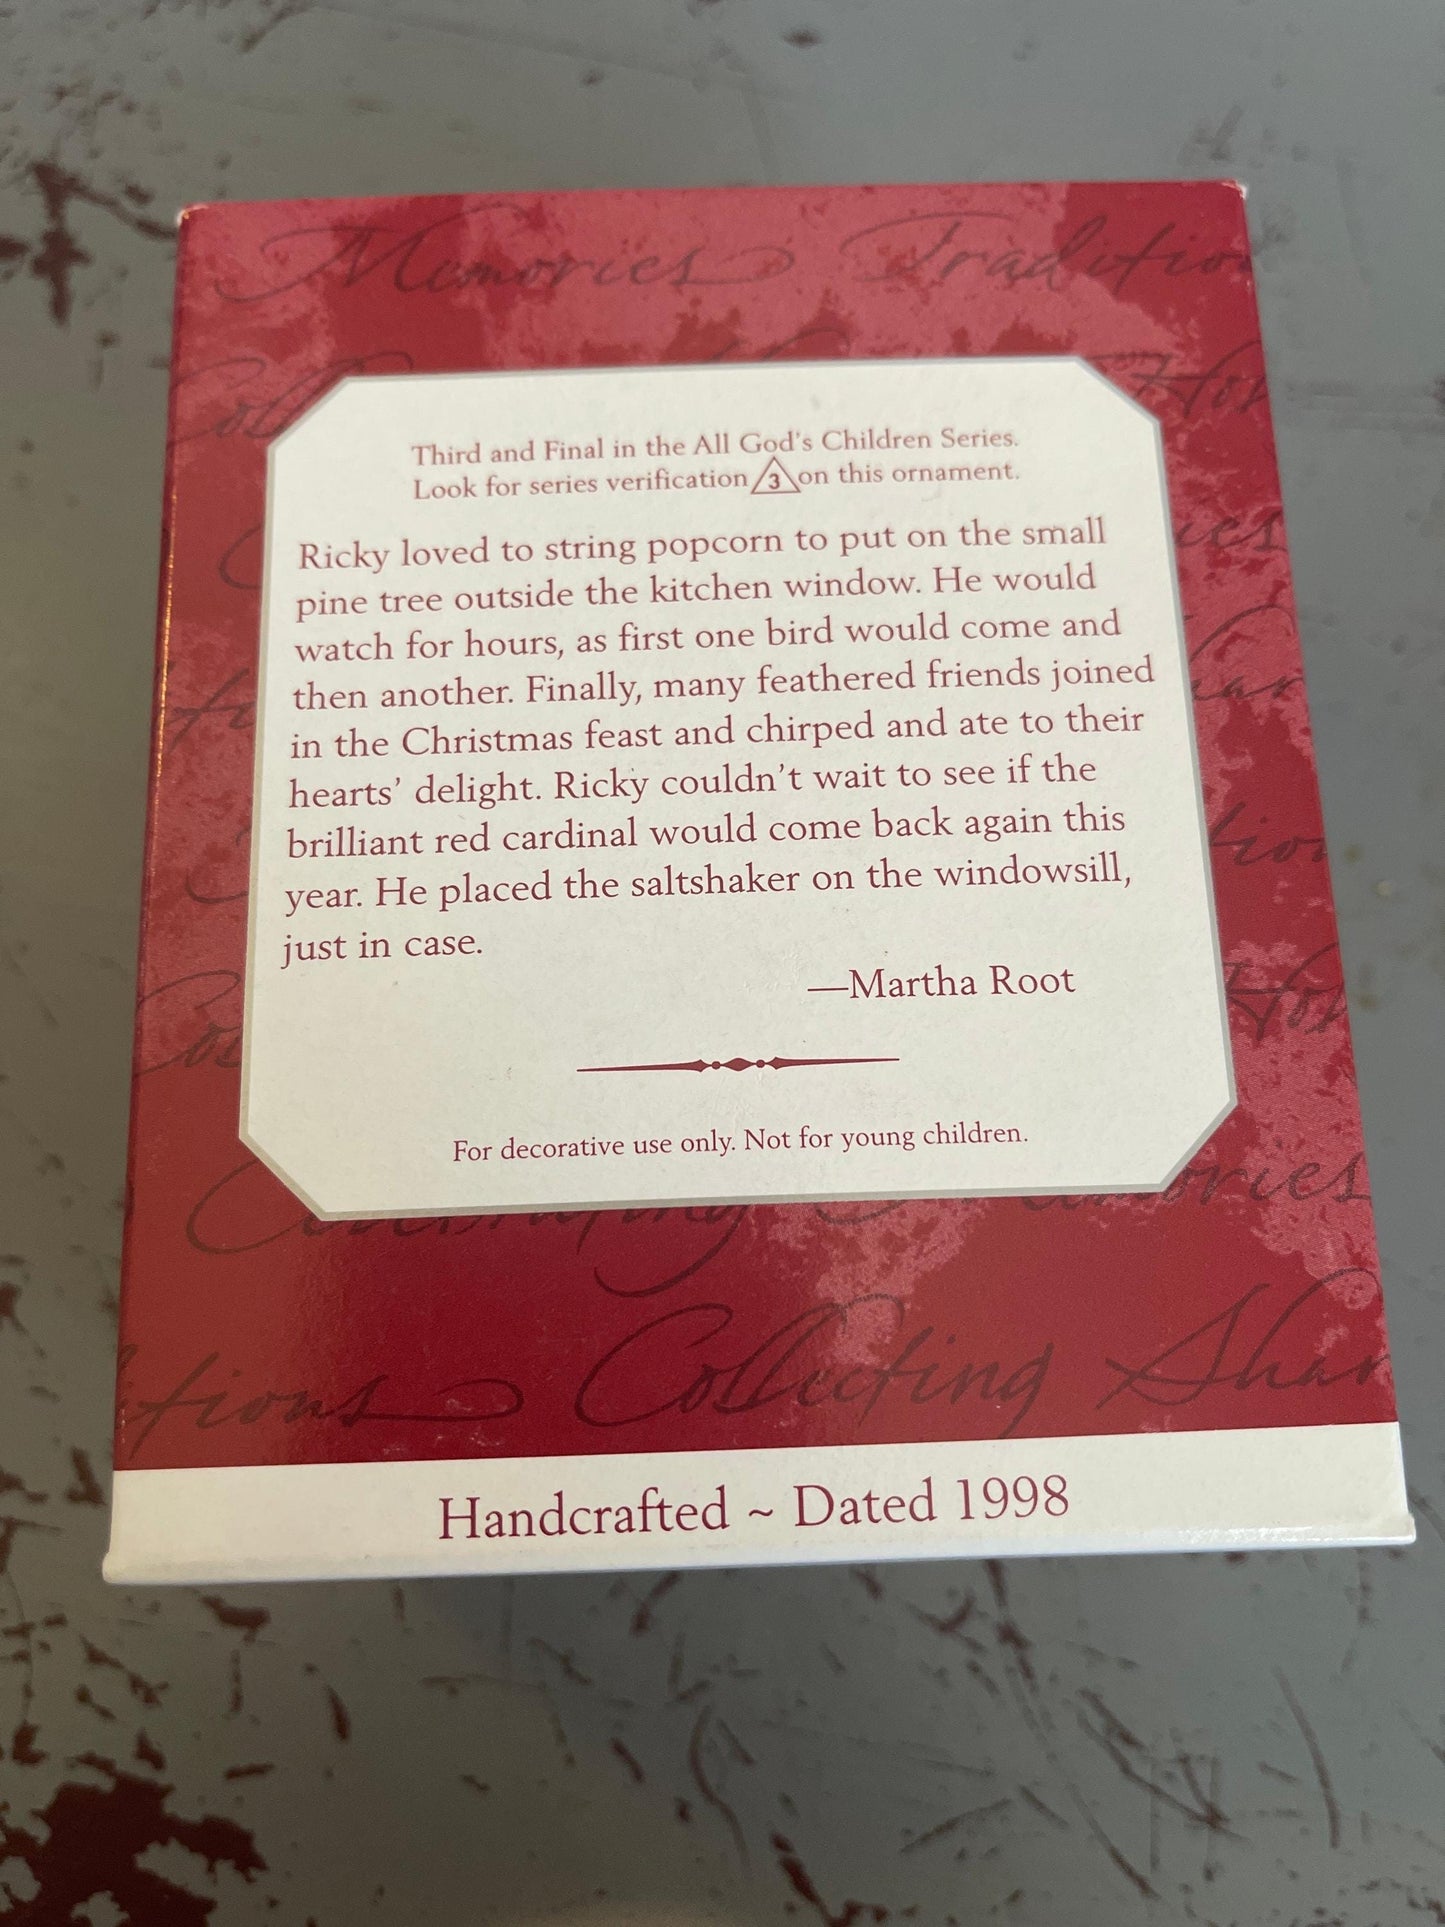 Memories Tradition
Third and Final in the All God's Children Series.
Look for series verification 3 on this ornament.
Ricky loved to string popcorn to put on the small
pine tree outside the kitchen window. He would
watch for hours, as first one bird would come and
then another. Finally, many feathered friends joined
in the Christmas feast and chirped and ate to their
hearts' delight. Ricky couldn't wait to see if the
brilliant red cardinal would come back again this
year. He placed the saltshaker on the windowsill,
just in case.
—Martha Root
For decorative use only. Not for young children.
tions Collecting Shar
Handcrafted ~ Dated 1998